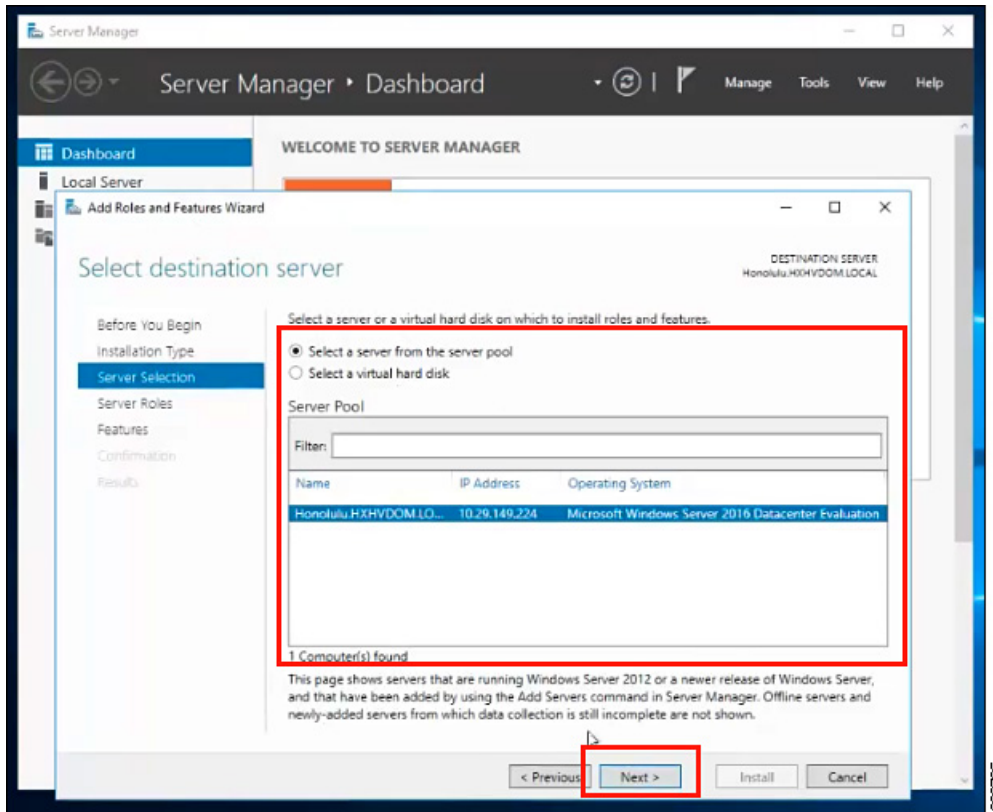 Server Manager
Server Manager • Dashboard
Manage Tools View Help
Dashboard
WELCOME TO SERVER MANAGER
Local Server
Add Roles and Features Wizard
Select destination server
DESTINATION SERVER
Honolulu.HXHVDOM.LOCAL
Before You Begin
Installation Type
Server Selection
Server Roles
Features
Confirmation
Results
Select a server or a virtual hard disk on which to install roles and features.
Select a server from the server pool
Select a virtual hard disk
Server Pool
Filter:
Name IP Address Operating System
Honolulu.HXHVDOM.LO... 10.29.149.224 Microsoft Windows Server 2016 Datacenter Evaluation
1 Computer(s) found
This page shows servers that are running Windows Server 2012 or a newer release of Windows Server,
and that have been added by using the Add Servers command in Server Manager. Offline servers and
newly-added servers from which data collection is still incomplete are not shown.
< Previous Next > Install Cancel